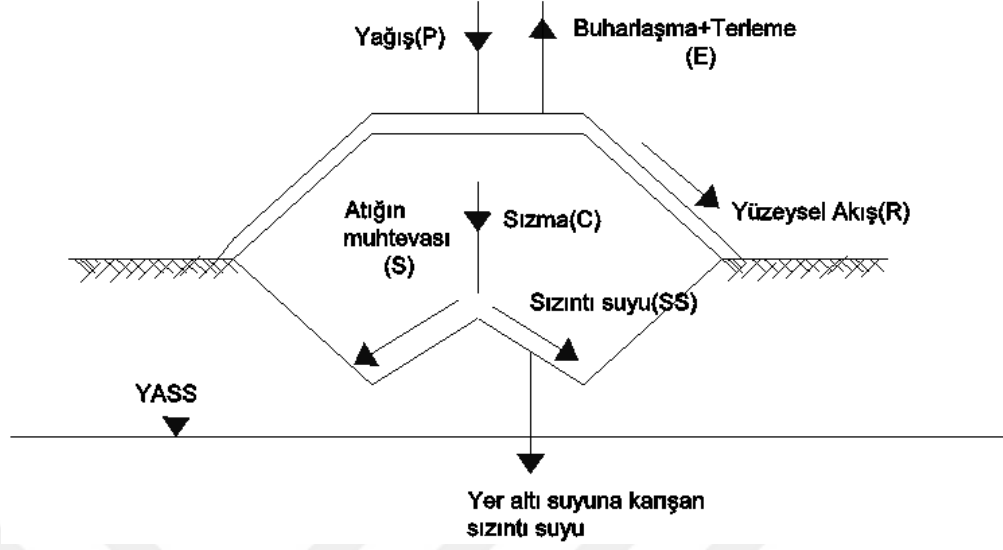 Yağış(P)
Buharlaşma+Terleme
(E)
Atığın
muhtevası
(S)
Sızma(C)
Yüzeysel Akış(R)
Sızıntı suyu(SS)
YASS
Yer altı suyuna karışan
sızıntı suyu